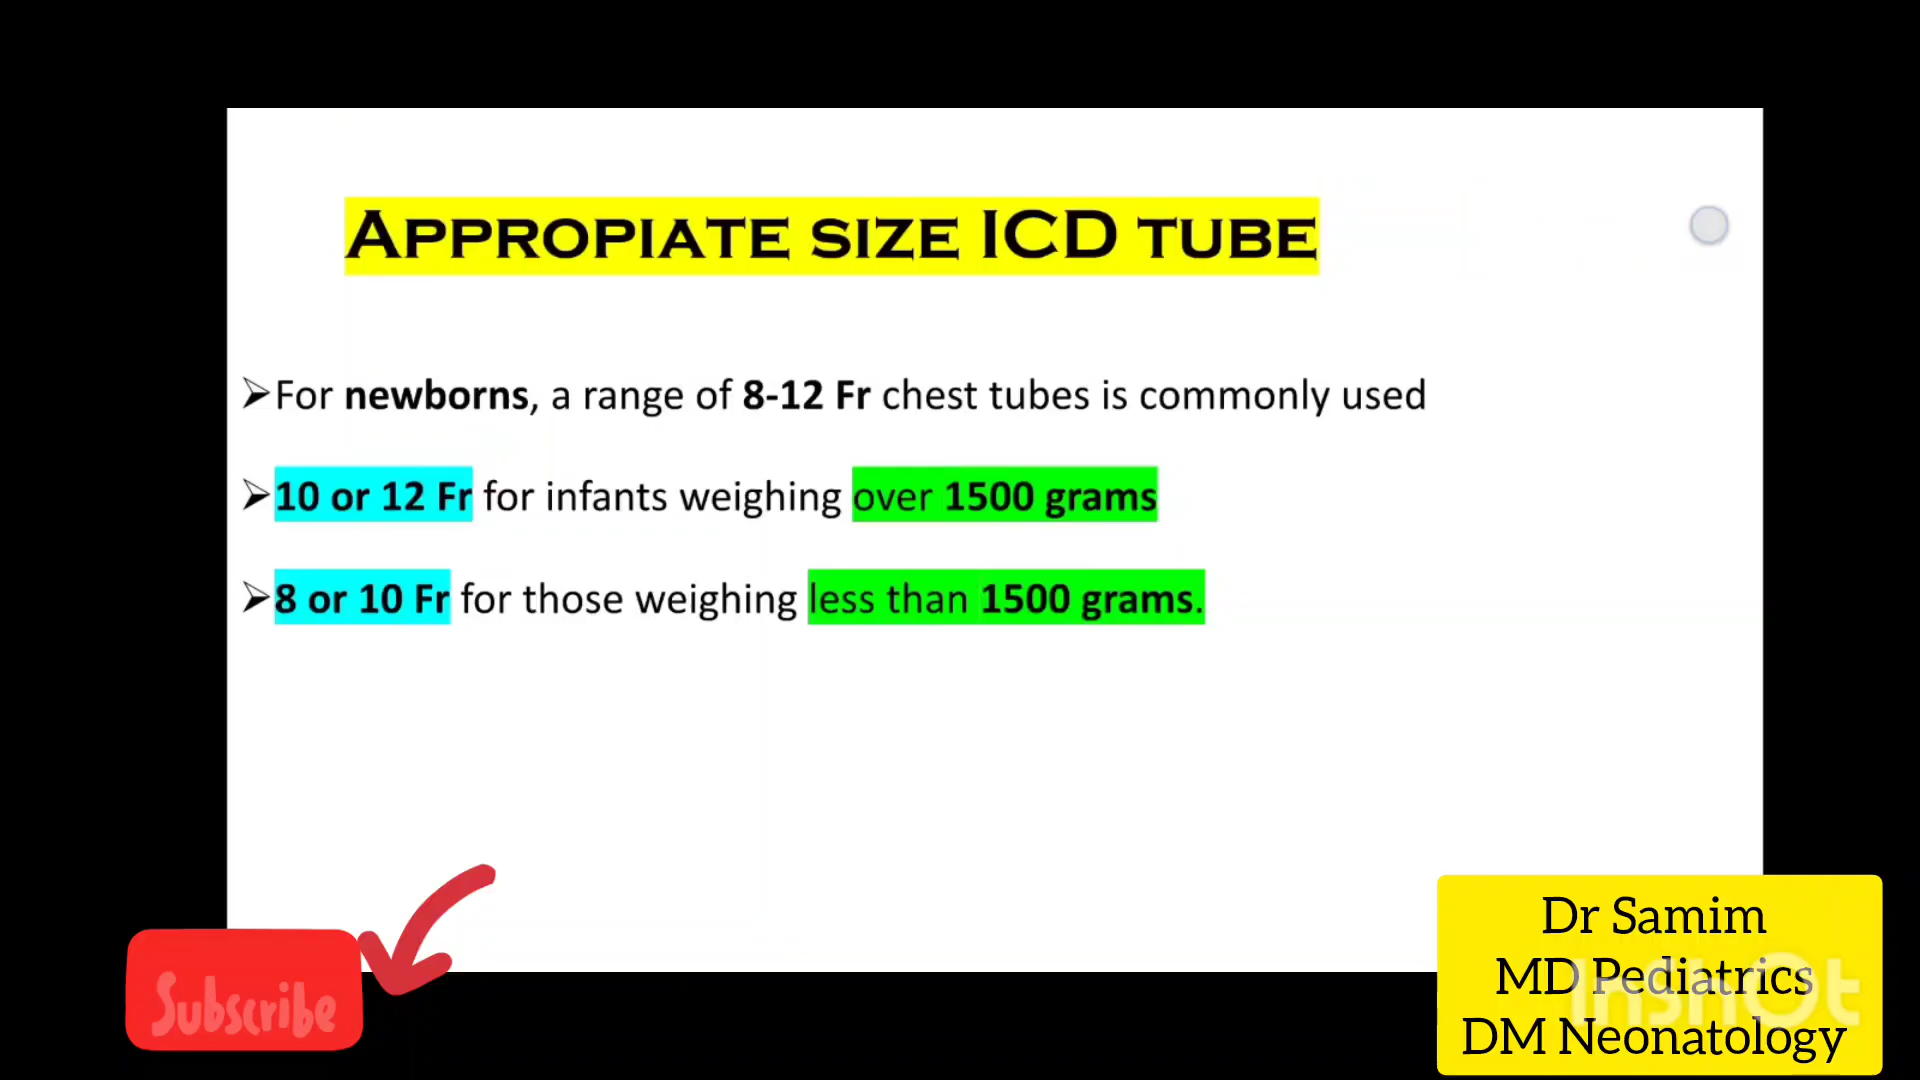 APPROPIATE SIZE ICD TUBE
➢For newborns, a range of 8-12 Fr chest tubes is commonly used
➢10 or 12 Fr for infants weighing over 1500 grams
➢8 or 10 Fr for those weighing less than 1500 grams.
Subscribe
Dr Samim
MD Pediatrics
DM Neonatology
InShOt